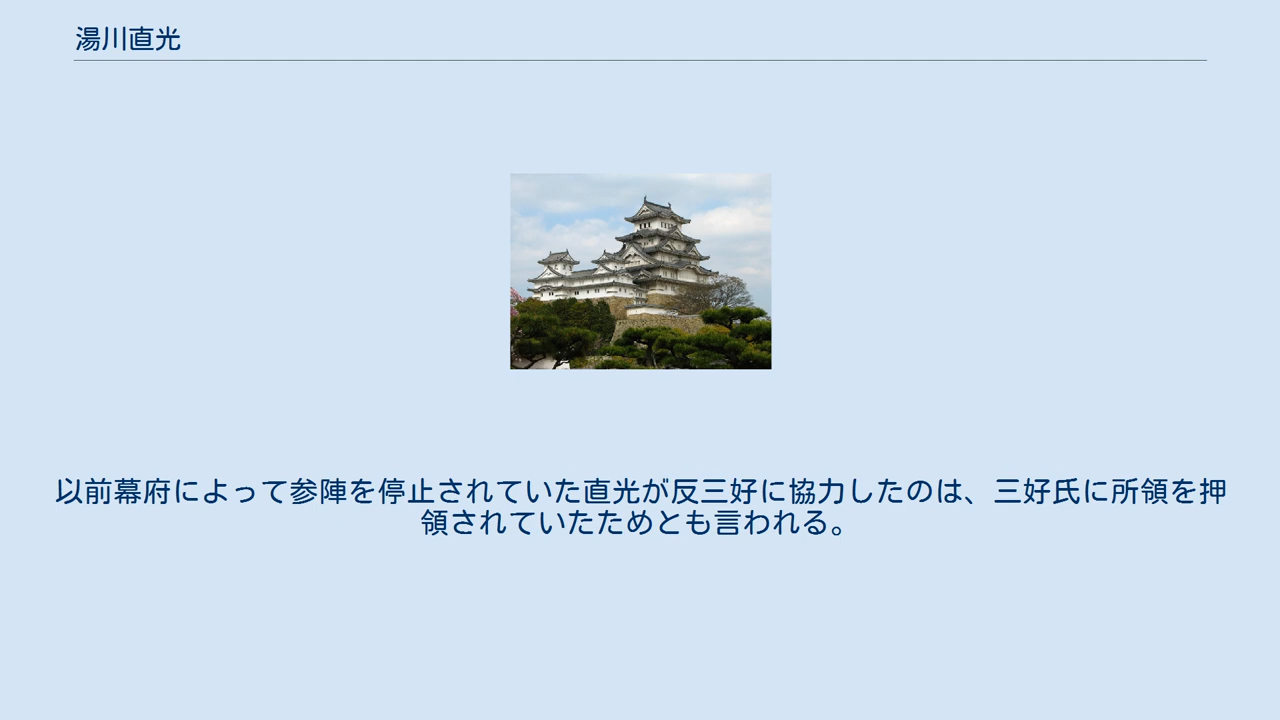 湯川直光
以前幕府によって参陣を停止されていた直光が反三好に協力したのは、三好氏に所領を押
領されていたためとも言われる。